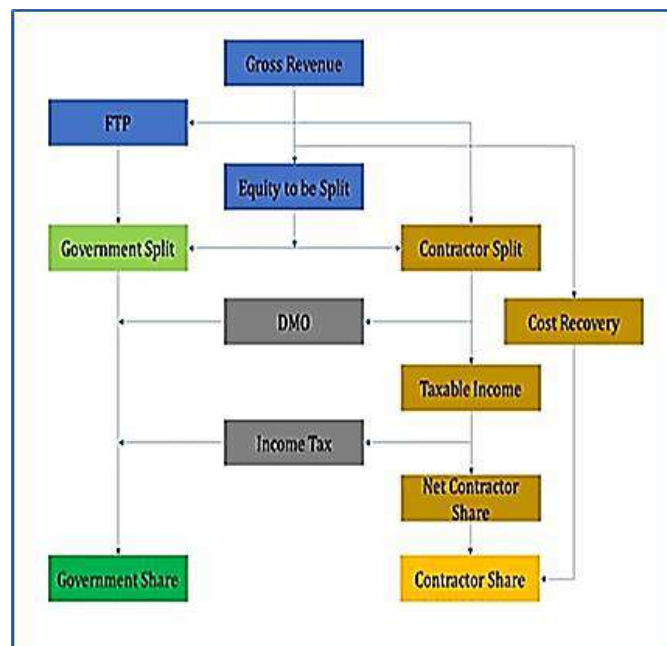 Gross Revenue
FTP
Equity to be Split
Government Split
Contractor Split
DMO
Cost Recovery
Taxable Income
Income Tax
Net Contractor
Share
Government Share
Contractor Share